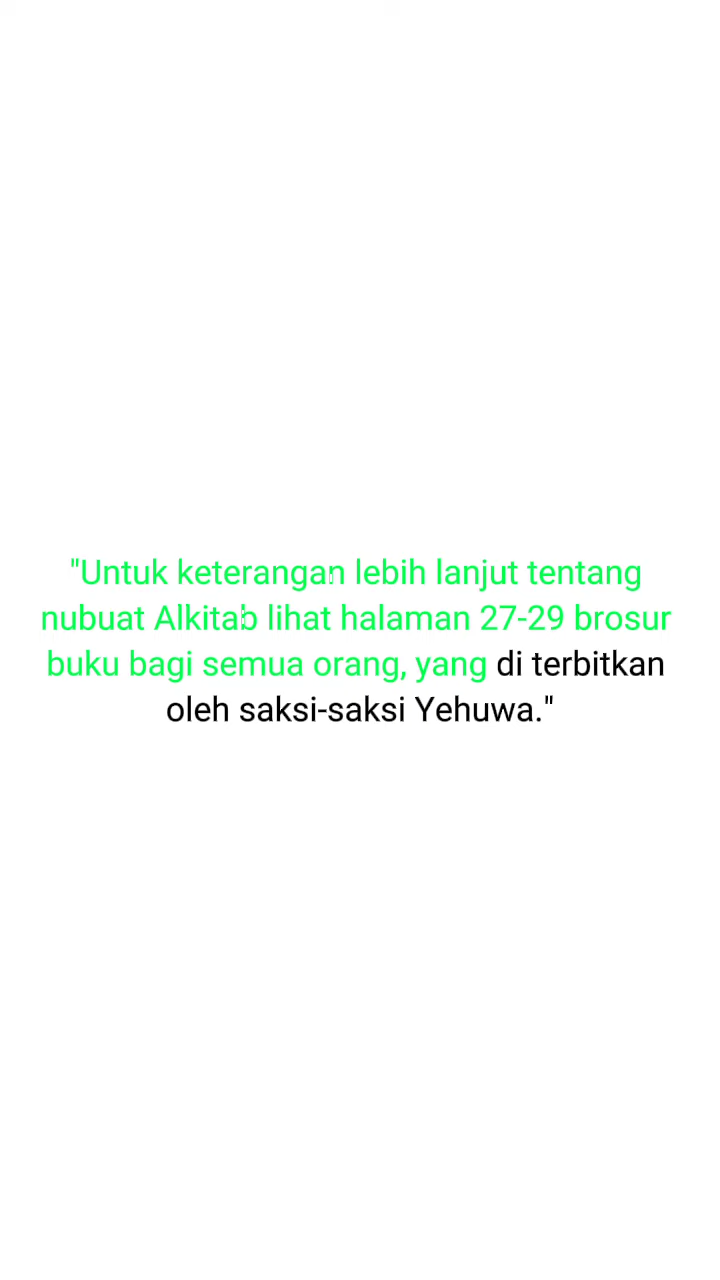 "Untuk keterangan lebih lanjut tentang
nubuat Alkitab lihat halaman 27-29 brosur
buku bagi semua orang, yang di terbitkan
oleh saksi-saksi Yehuwa."